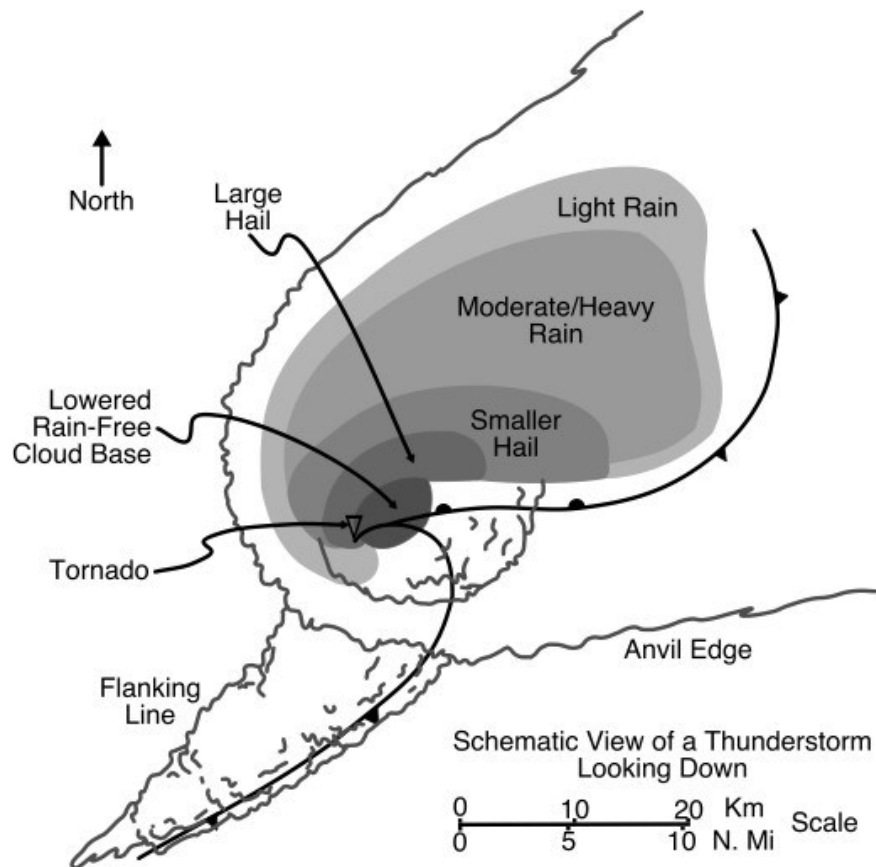 North
Large
Hail
Light Rain
Moderate/Heavy
Rain
Lowered
Rain-Free
Cloud Base
Smaller
Hail
Tornado
Anvil Edge
Flanking
Line
Schematic View of a Thunderstorm
Looking Down
0 10 20 Km
Scale
0 5 10 N. Mi